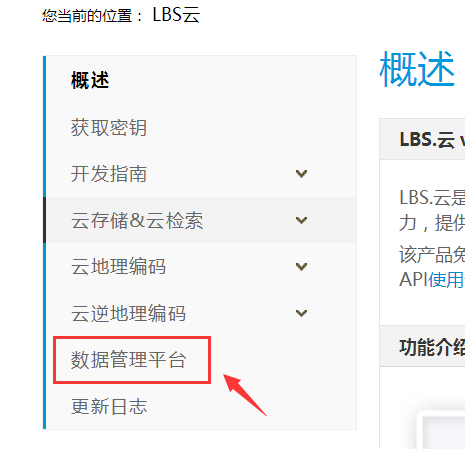 您当前的位置： LBS云
概述
获取密钥
开发指南
云存储&云检索
云地理编码
云逆地理编码
数据管理平台
更新日志
概述
LBS.云 v
LBS.云是
力，提供
该产品免
API使用
功能介绍